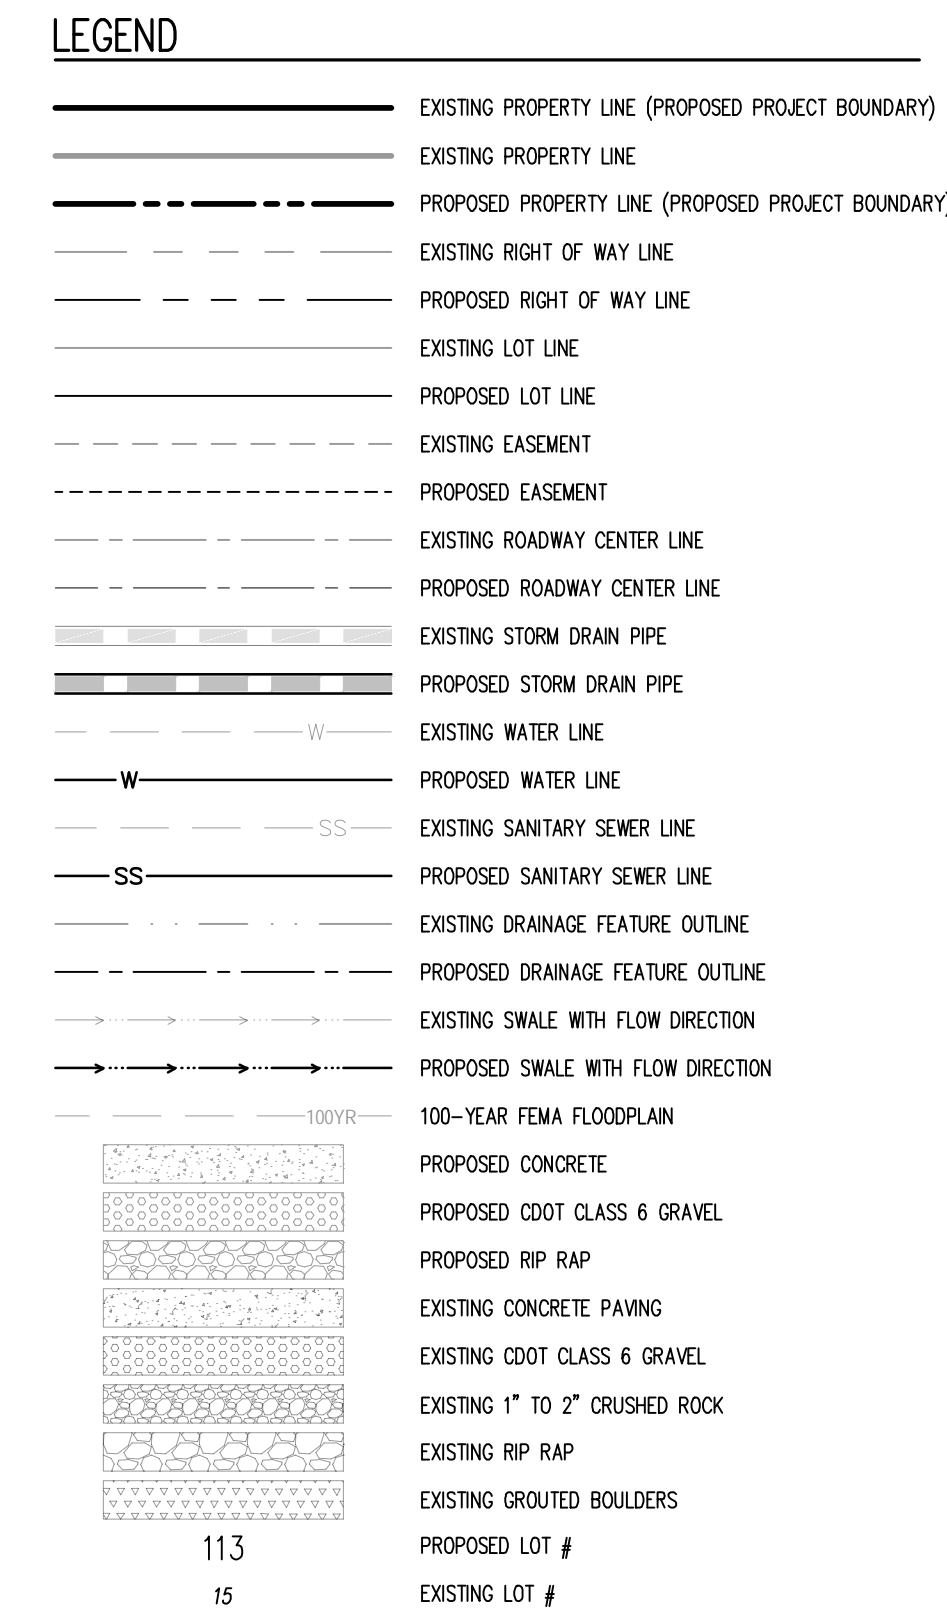 LEGEND
EXISTING PROPERTY LINE (PROPOSED PROJECT BOUNDARY)
EXISTING PROPERTY LINE
PROPOSED PROPERTY LINE (PROPOSED PROJECT BOUNDARY)
EXISTING RIGHT OF WAY LINE
PROPOSED RIGHT OF WAY LINE
EXISTING LOT LINE
PROPOSED LOT LINE
EXISTING EASEMENT
PROPOSED EASEMENT
EXISTING ROADWAY CENTER LINE
PROPOSED ROADWAY CENTER LINE
EXISTING STORM DRAIN PIPE
PROPOSED STORM DRAIN PIPE
W EXISTING WATER LINE
W PROPOSED WATER LINE
SS EXISTING SANITARY SEWER LINE
SS PROPOSED SANITARY SEWER LINE
EXISTING DRAINAGE FEATURE OUTLINE
PROPOSED DRAINAGE FEATURE OUTLINE
EXISTING SWALE WITH FLOW DIRECTION
PROPOSED SWALE WITH FLOW DIRECTION
100YR 100-YEAR FEMA FLOODPLAIN
PROPOSED CONCRETE
PROPOSED CDOT CLASS 6 GRAVEL
PROPOSED RIP RAP
EXISTING CONCRETE PAVING
EXISTING CDOT CLASS 6 GRAVEL
EXISTING 1" TO 2" CRUSHED ROCK
EXISTING RIP RAP
EXISTING GROUTED BOULDERS
113 PROPOSED LOT #
15 EXISTING LOT #